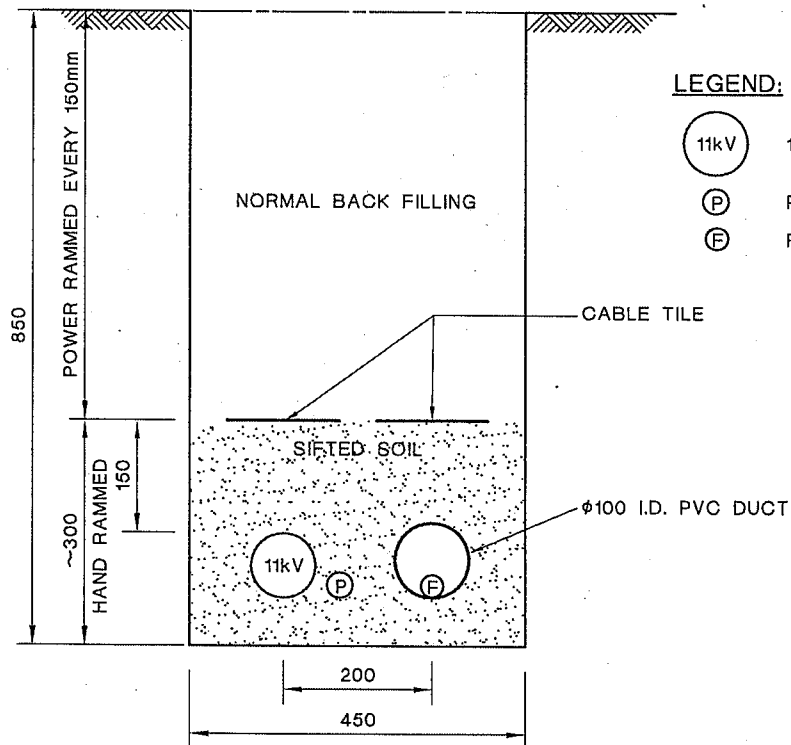 POWER RAMMED EVERY 150mm
850
NORMAL BACK FILLING
LEGEND:
11kV
1
P
F
CABLE TILE
SIFTED SOIL
~300
HAND RAMMED
150
ϕ100 I.D. PVC DUCT
11kV
P
F
200
450